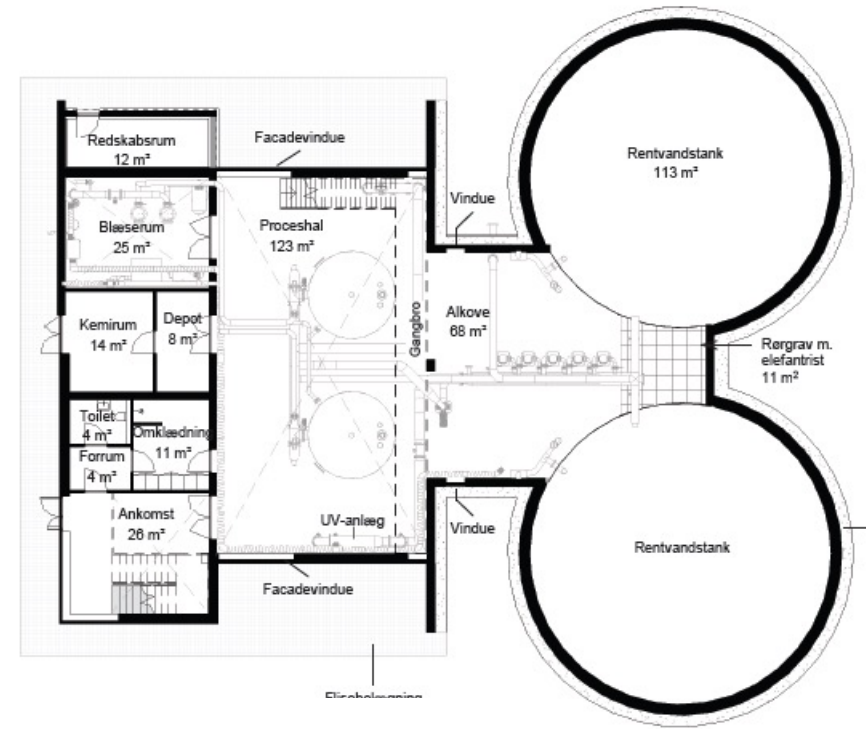 Redskabsrum
12 m²
Facadevindue
Rentvandstank
113 m²
Vindue
Blæserum
25 m²
Proceshal
123 m²
Gangbro
Alkove
68 m²
Kemirum
14 m²
Depot
8 m²
Rørgrav m.
elefantrist
11 m²
Toilet
4 m²
Omklædning
11 m²
Forrum
4 m²
Ankomst
26 m²
UV-anlæg
Vindue
Rentvandstank
Facadevindue